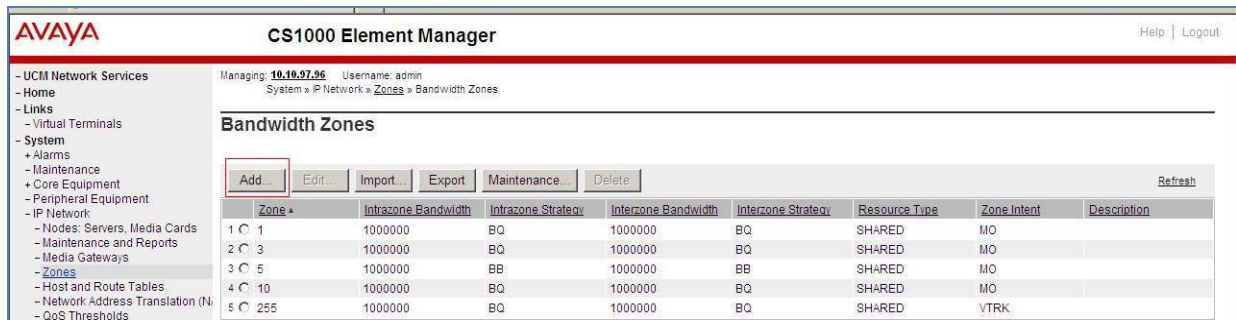 AVAYA
CS1000 Element Manager
Help | Logout
- UCM Network Services
- Home
- Links
- Virtual Terminals
- System
+ Alarms
- Maintenance
+ Core Equipment
- Peripheral Equipment
- IP Network
- Nodes: Servers, Media Cards
- Maintenance and Reports
- Media Gateways
- Zones
- Host and Route Tables
- Network Address Translation (N
- QoS Thresholds
Managing: 10.10.97.96 Username: admin
System » IP Network » Zones » Bandwidth Zones
Bandwidth Zones
Add... Edit... Import... Export Maintenance... Delete Refresh
Zone Intrazone Bandwidth Intrazone Strategy Interzone Bandwidth Interzone Strategy Resource Type Zone Intent Description
1 1 1000000 BQ 1000000 BQ SHARED MO
2 3 1000000 BQ 1000000 BQ SHARED MO
3 5 1000000 BB 1000000 BB SHARED MO
4 10 1000000 BQ 1000000 BQ SHARED MO
5 255 1000000 BQ 1000000 BQ SHARED VTRK